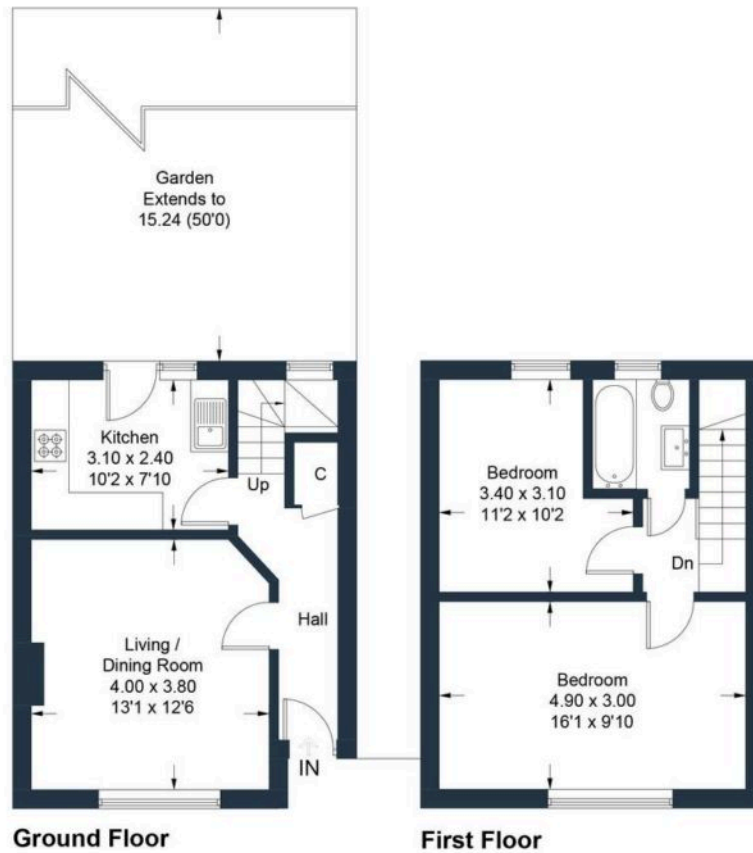 Garden
Extends to
15.24 (50'0)
Kitchen
3.10 x 2.40
10'2 x 7'10
Up
C
Hall
Living /
Dining Room
4.00 x 3.80
13'1 x 12'6
IN
Ground Floor
Bedroom
3.40 x 3.10
11'2 x 10'2
Dn
Bedroom
4.90 x 3.00
16'1 x 9'10
First Floor